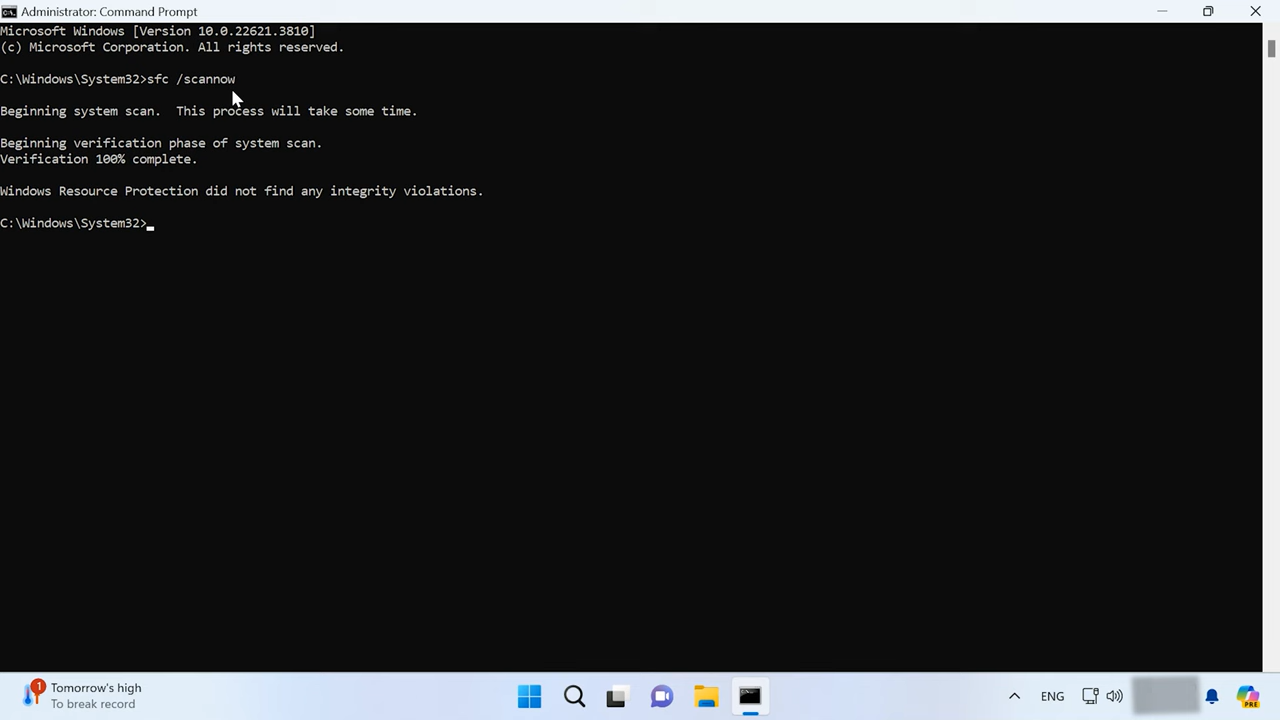 Administrator: Command Prompt
Microsoft Windows [Version 10.0.22621.3810]
(c) Microsoft Corporation. All rights reserved.
C:\Windows\System32>sfc /scannow
Beginning system scan.  This process will take some time.
Beginning verification phase of system scan.
Verification 100% complete.
Windows Resource Protection did not find any integrity violations.
C:\Windows\System32>
1
Tomorrow's high
To break record
ENG
PRE